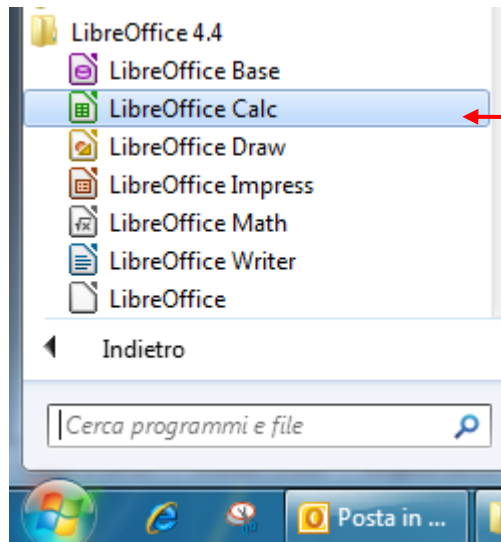 LibreOffice 4.4
LibreOffice Base
LibreOffice Calc
LibreOffice Draw
LibreOffice Impress
LibreOffice Math
LibreOffice Writer
LibreOffice
Indietro
Cerca programmi e file
Posta in ...